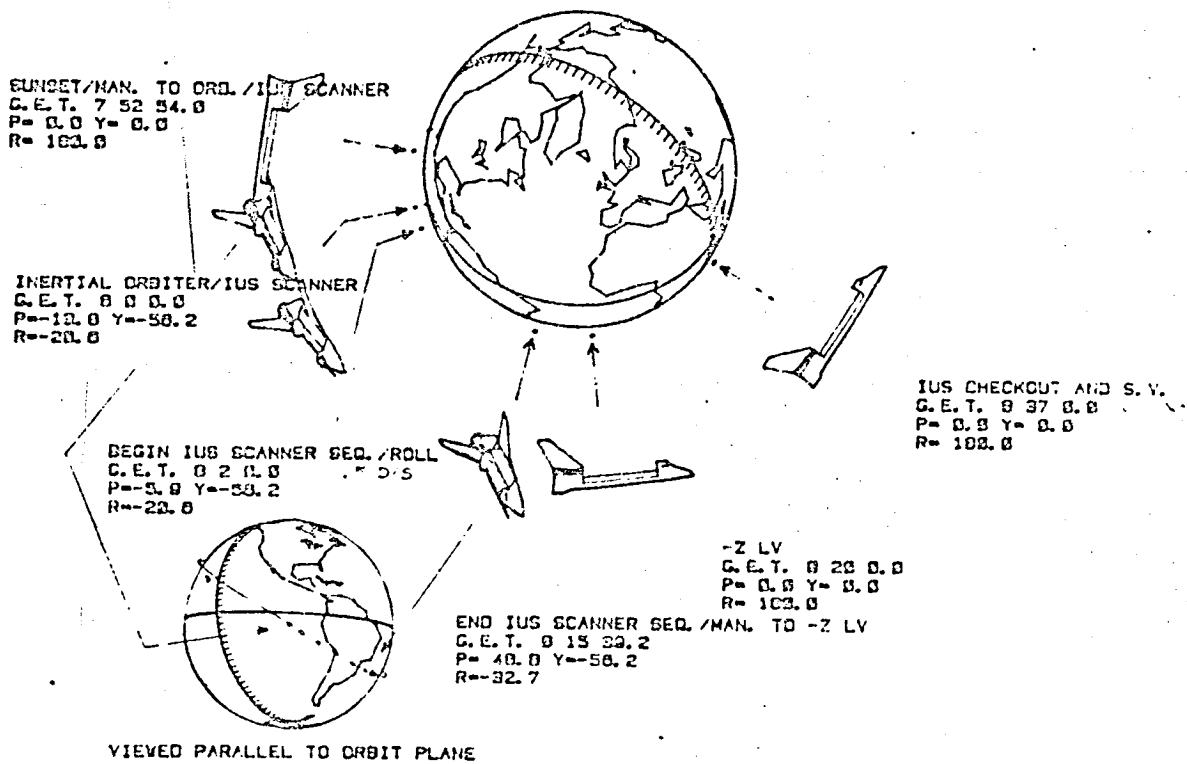 SUNSET/MAN. TO ORB./IUS SCANNER
G.E.T. 7 52 54.0
P= 0.0 Y= 0.0
R= 180.0
INERTIAL ORBITER/IUS SCANNER
G.E.T. 8 0 0.0
P=-10.0 Y=-58.2
R=-20.8
BEGIN IUS SCANNER SEQ./ROLL
G.E.T. 8 2 0.0
P=-5.9 Y=-58.2
R=-20.8
END IUS SCANNER SEQ./MAN. TO -Z LV
G.E.T. 8 15 39.2
P= 40.0 Y=-58.2
R=-32.7
-Z LV
G.E.T. 8 20 0.0
P= 0.0 Y= 0.0
R= 180.0
IUS CHECKOUT AND S.V.
G.E.T. 8 37 0.0
P= 0.0 Y= 0.0
R= 180.0
VIEWED PARALLEL TO ORBIT PLANE